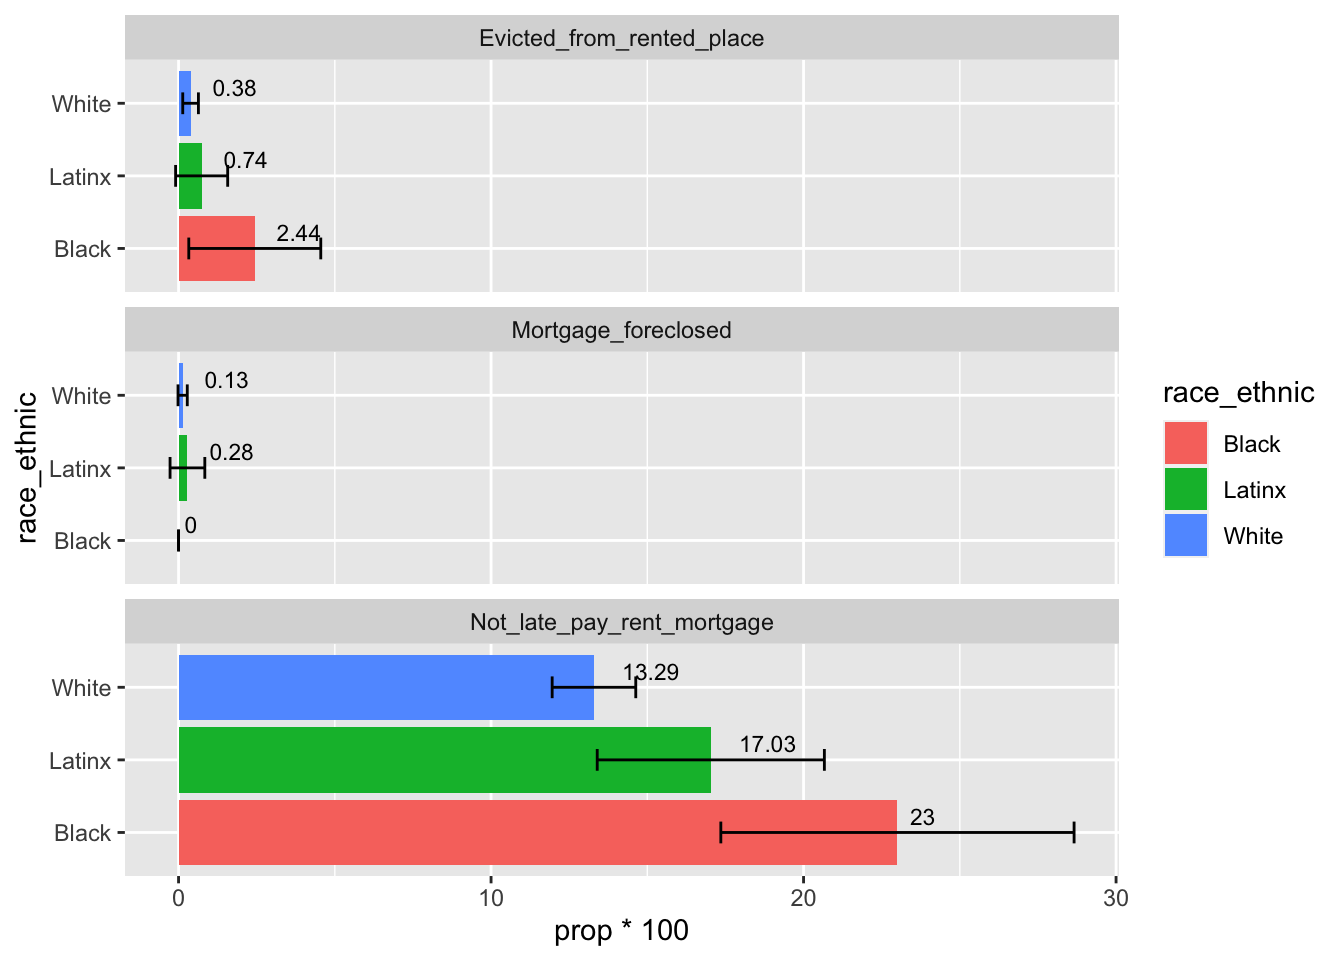 Evicted_from_rented_place
White
0.38
Latinx
0.74
Black
2.44
Mortgage_foreclosed
White
0.13
Latinx
0.28
Black
0
Not_late_pay_rent_mortgage
White
13.29
Latinx
17.03
Black
23
0 10 20 30
prop * 100
race_ethnic
race_ethnic
Black
Latinx
White